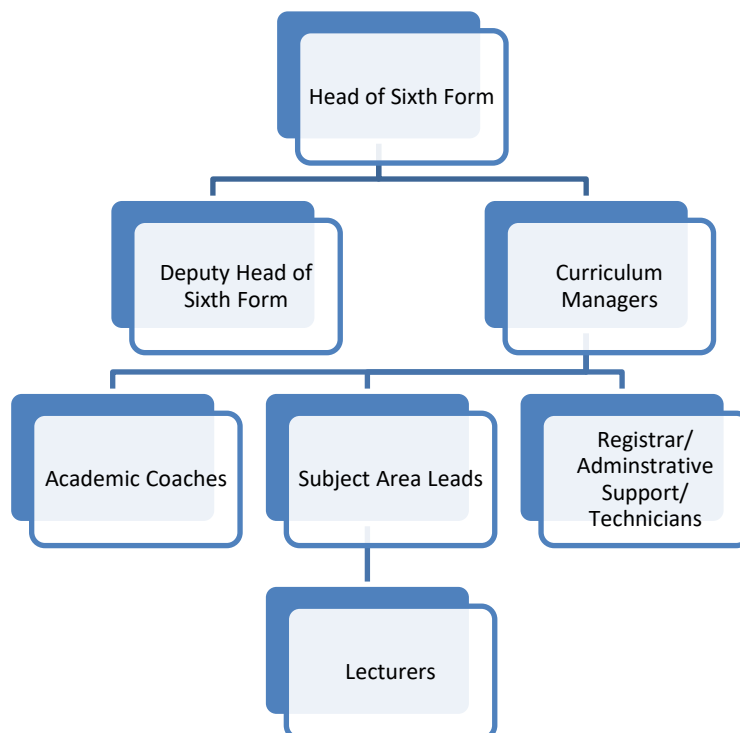 Head of Sixth Form
Deputy Head of
Sixth Form
Curriculum
Managers
Academic Coaches
Subject Area Leads
Registrar/
Adminstrative
Support/
Technicians
Lecturers